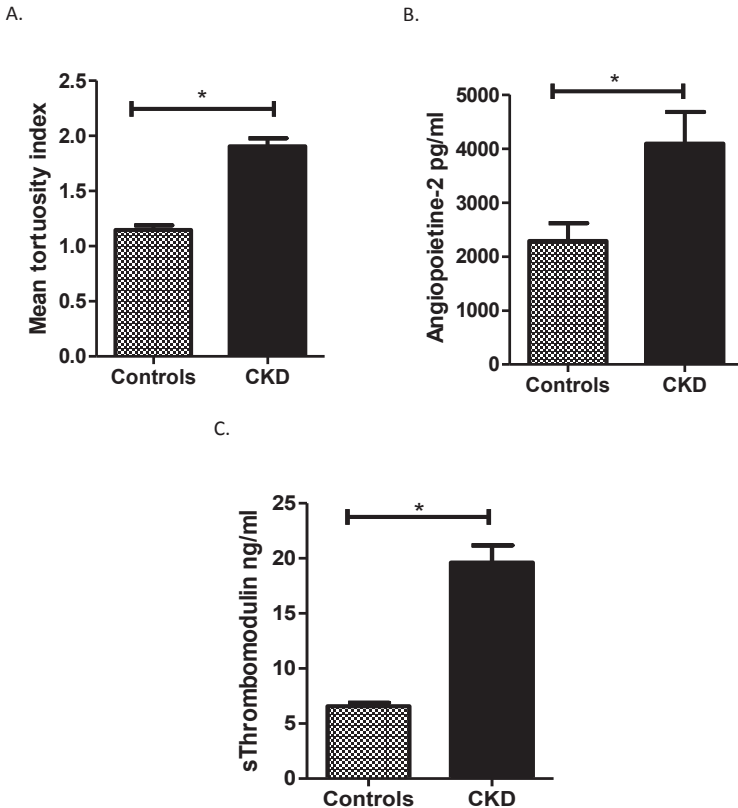 A.
Mean tortuosity index
2.5
2.0
1.5
1.0
0.5
0.0
*
Controls CKD
B.
Angiopoietine-2 pg/ml
5000
4000
3000
2000
1000
0
*
Controls CKD
C.
sThrombomodulin ng/ml
25
20
15
10
5
0
*
Controls CKD